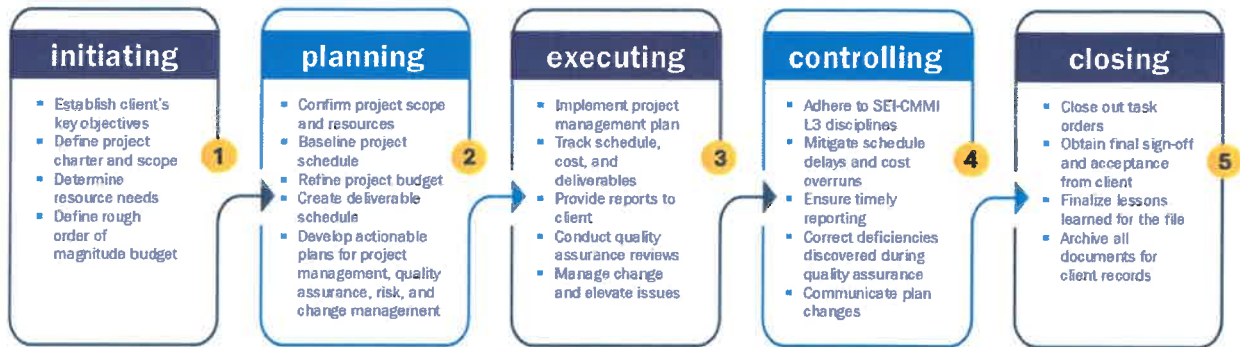 initiating
▪ Establish client's
key objectives
▪ Define project
charter and scope
▪ Determine
resource needs
▪ Define rough
order of
magnitude budget
1
planning
▪ Confirm project scope
and resources
▪ Baseline project
schedule
▪ Refine project budget
▪ Create deliverable
schedule
▪ Develop actionable
plans for project
management, quality
assurance, risk, and
change management
2
executing
▪ Implement project
management plan
▪ Track schedule,
cost, and
deliverables
▪ Provide reports to
client
▪ Conduct quality
assurance reviews
▪ Manage change
and elevate issues
3
controlling
▪ Adhere to SEI-CMMI
L3 disciplines
▪ Mitigate schedule
delays and cost
overruns
▪ Ensure timely
reporting
▪ Correct deficiencies
discovered during
quality assurance
▪ Communicate plan
changes
4
closing
▪ Close out task
orders
▪ Obtain final sign-off
and acceptance
from client
▪ Finalize lessons
learned for the file
▪ Archive all
documents for
client records
5